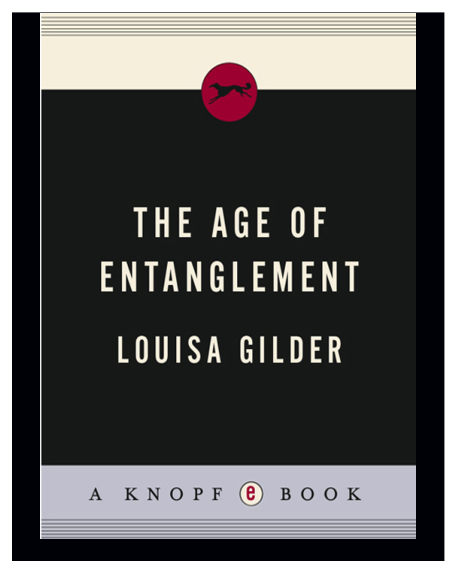 THE AGE OF
ENTANGLEMENT
LOUISA GILDER
A KNOPF e BOOK